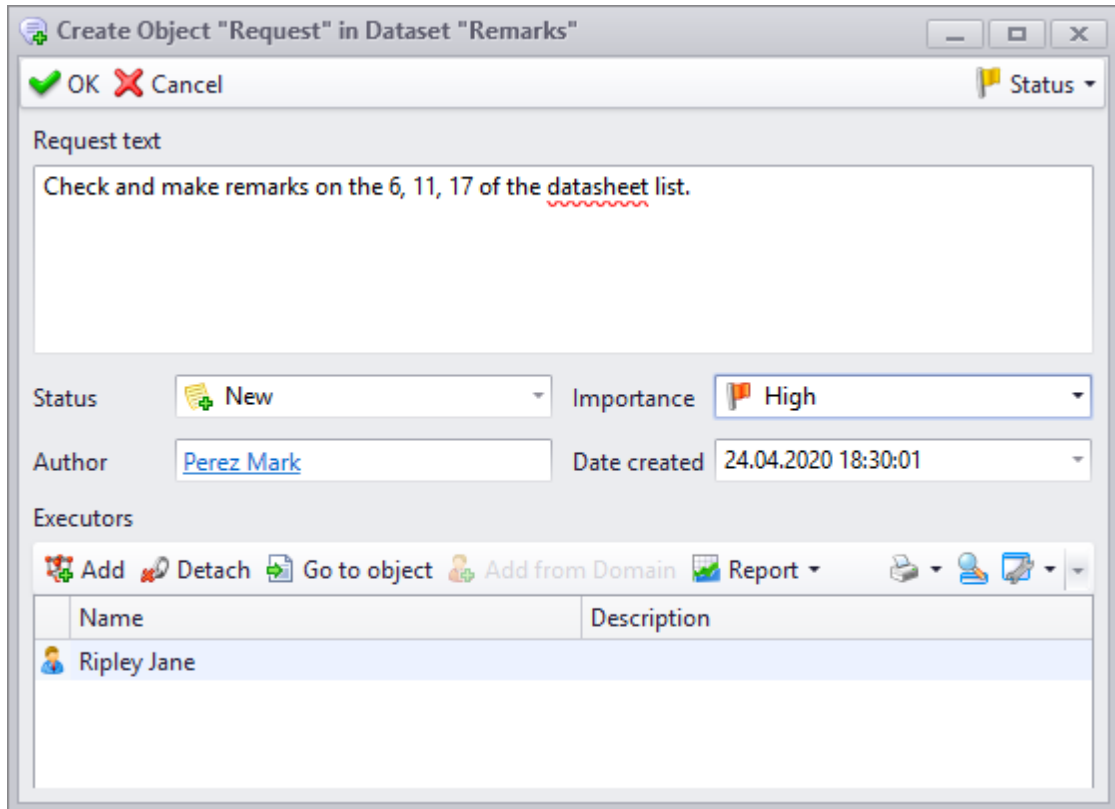 Create Object "Request" in Dataset "Remarks"
OK Cancel Status
Request text
Check and make remarks on the 6, 11, 17 of the datasheet list.
Status New Importance High
Author Perez Mark Date created 24.04.2020 18:30:01
Executors
Add Detach Go to object Add from Domain Report
Name Description
Ripley Jane